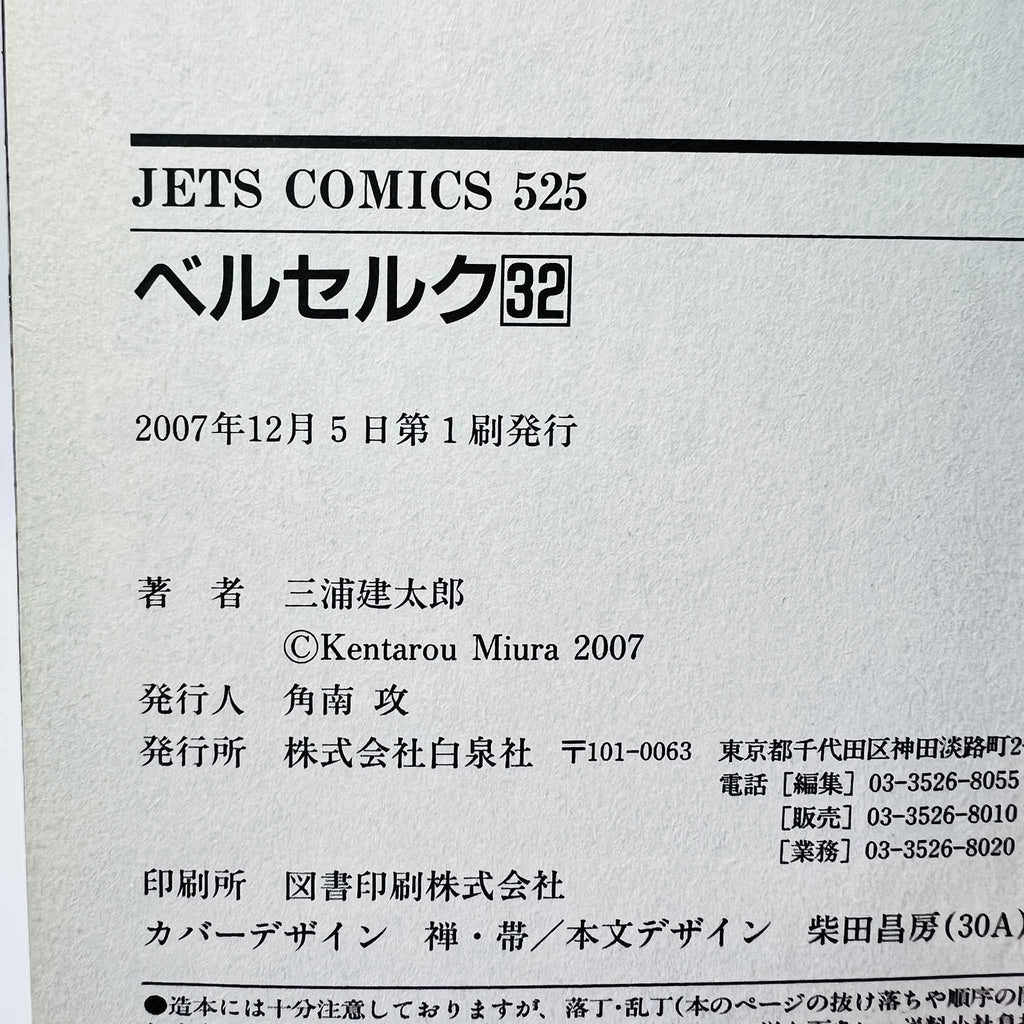 JETS COMICS 525
ベルセルク32
2007年12月5日第1刷発行
著 者 三浦建太郎
©Kentarou Miura 2007
発行人 角南 攻
発行所 株式会社白泉社 〒101-0063 東京都千代田区神田淡路町2-
電話［編集］03-3526-8055
［販売］03-3526-8010
［業務］03-3526-8020
印刷所 図書印刷株式会社
カバーデザイン 禅・帯／本文デザイン 柴田昌房(30A)
●造本には十分注意しておりますが、落丁・乱丁(本のページの抜け落ちや順序の